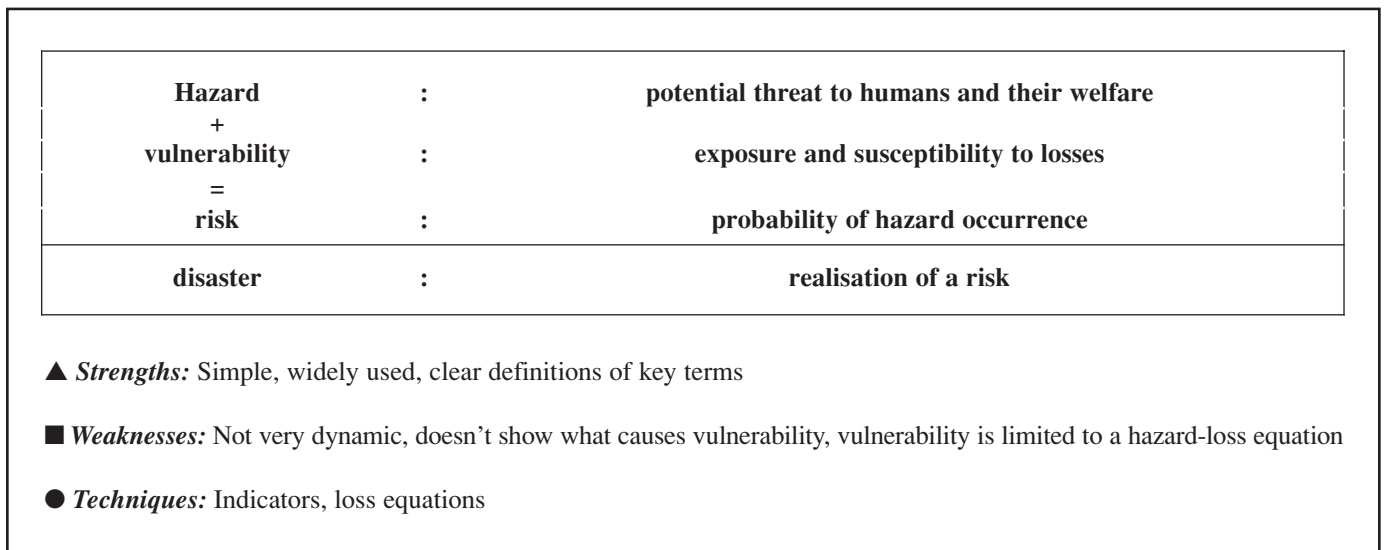 Hazard : potential threat to humans and their welfare
+
vulnerability : exposure and susceptibility to losses
=
risk : probability of hazard occurrence
disaster : realisation of a risk
▲ Strengths: Simple, widely used, clear definitions of key terms
■ Weaknesses: Not very dynamic, doesn’t show what causes vulnerability, vulnerability is limited to a hazard-loss equation
● Techniques: Indicators, loss equations